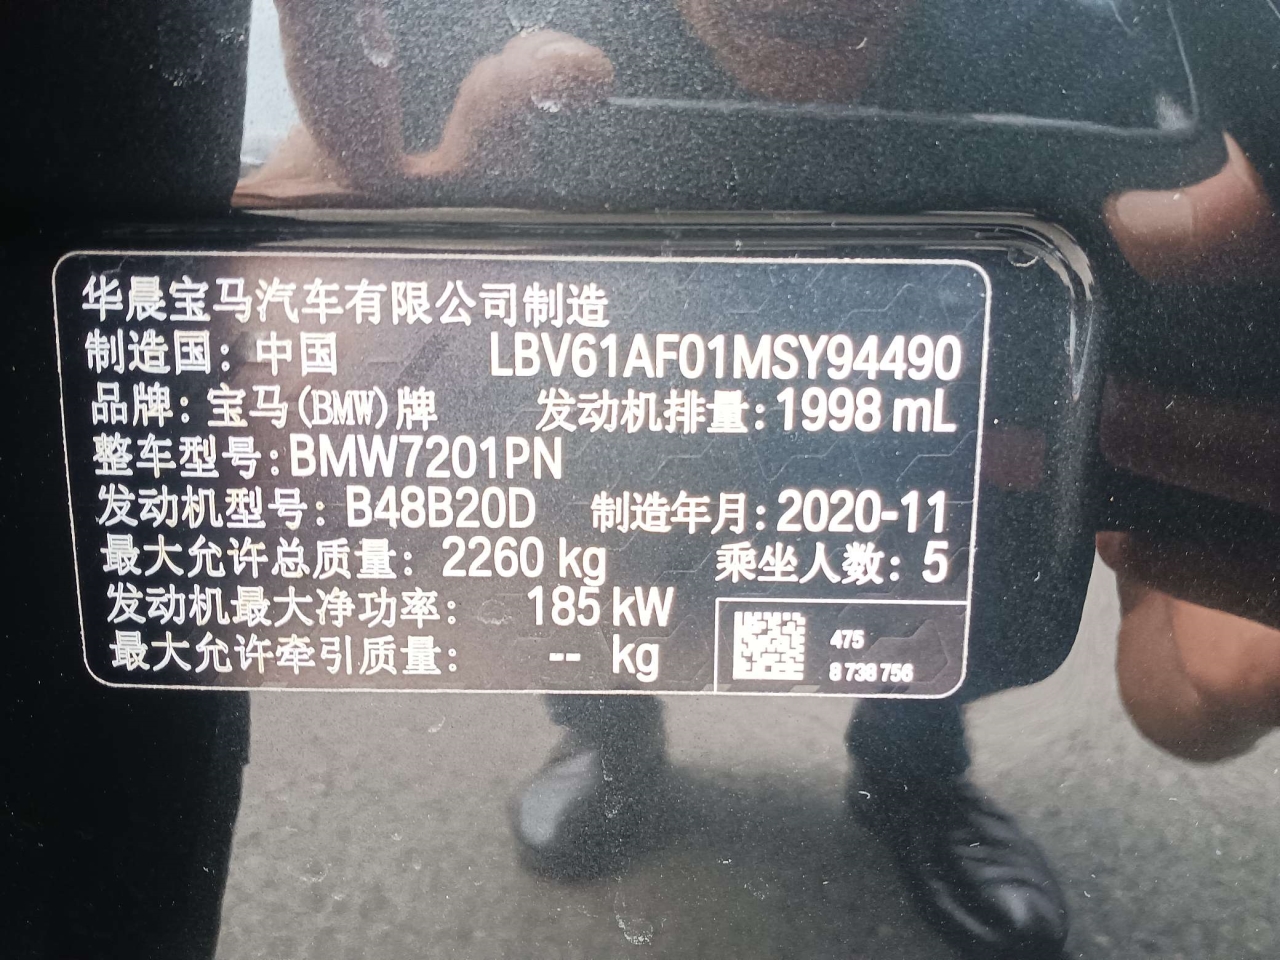 华晨宝马汽车有限公司制造
制造国：中国 LBV61AF01MSY94490
品牌：宝马(BMW)牌 发动机排量：1998 mL
整车型号：BMW7201PN
发动机型号：B48B20D 制造年月：2020-11
最大允许总质量：2260 kg 乘坐人数：5
发动机最大净功率：185 kW
最大允许牵引质量：-- kg
475
8 738 756